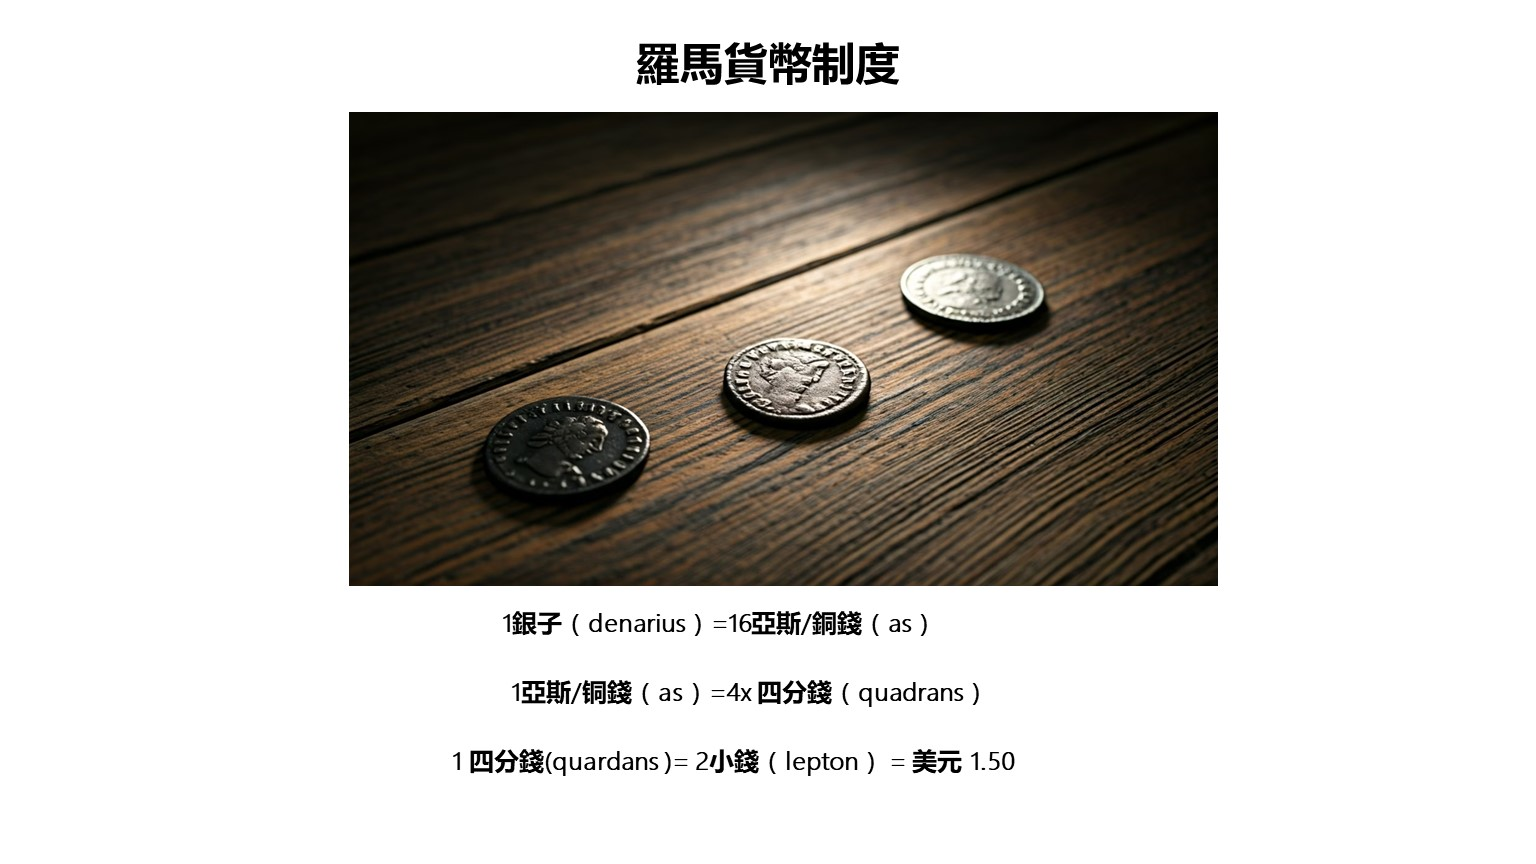 羅馬貨幣制度
1銀子（denarius）=16亞斯/銅錢（as）
1亞斯/铜錢（as）=4x 四分錢（quadrans）
1 四分錢(quardans )= 2小錢（lepton） = 美元 1.50